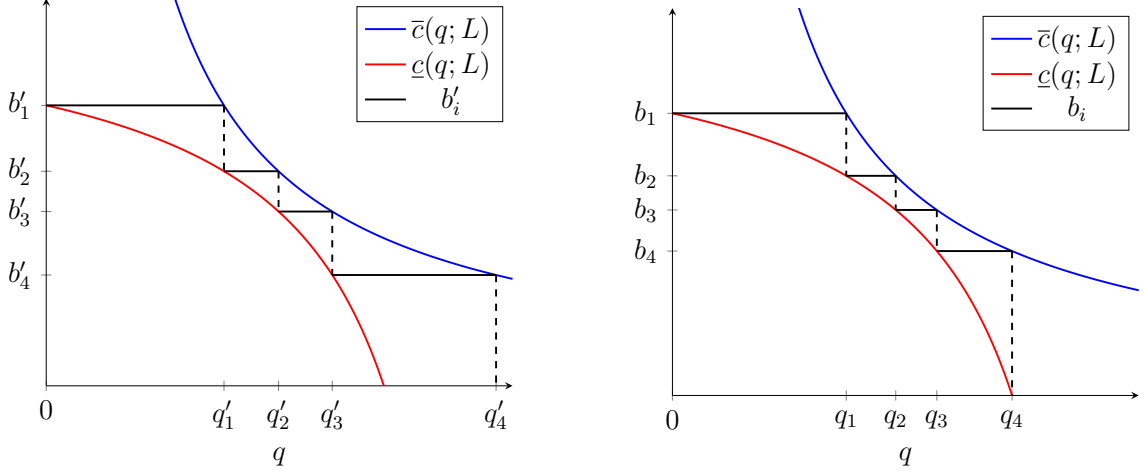 c̅(q; L)
c̲(q; L)
b′ᵢ
b′₁
b′₂
b′₃
b′₄
0
q′₁
q′₂
q′₃
q′₄
q
c̅(q; L)
c̲(q; L)
bᵢ
b₁
b₂
b₃
b₄
0
q₁
q₂
q₃
q₄
q